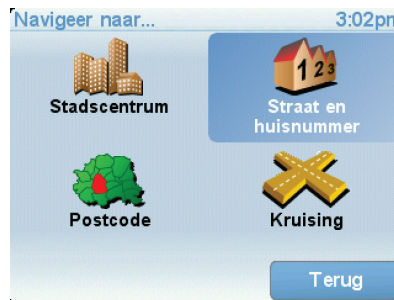 Navigeer naar... 3:02pm
Stadscentrum
Straat en
huisnummer
Postcode
Kruising
Terug